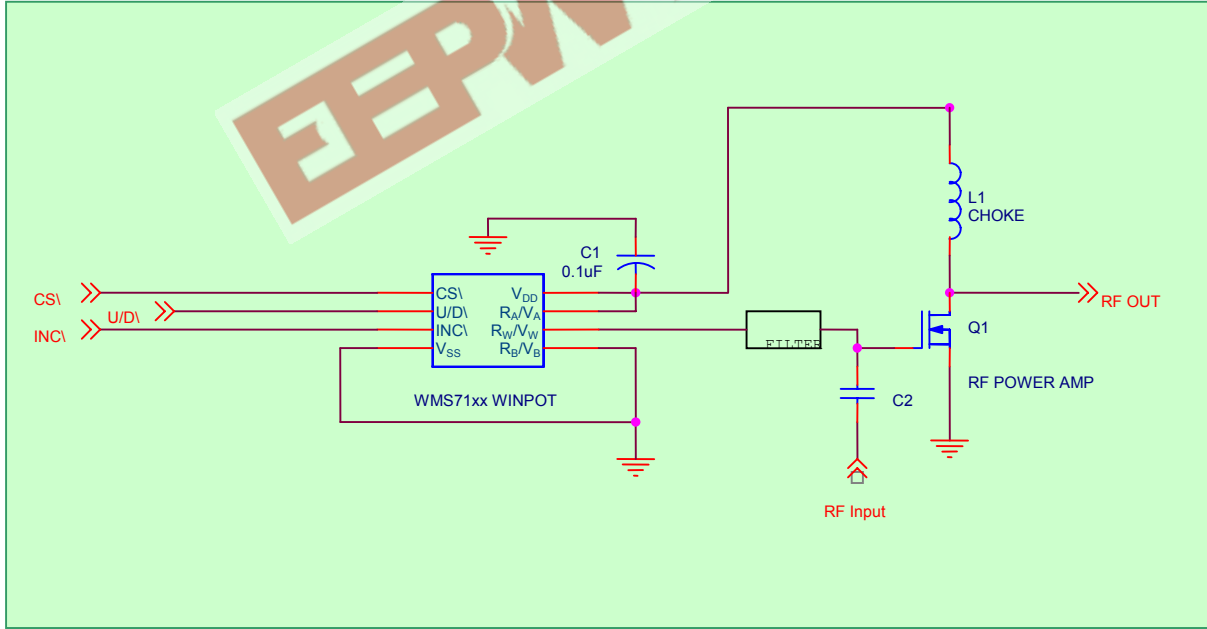 EEPW
L1
CHOKE
C1
0.1uF
CS\
U/D\
INC\
CS\
U/D\
INC\
VSS
VDD
RA/VA
RW/VW
RB/VB
RF OUT
FILTER
Q1
RF POWER AMP
WMS71xx WINPOT
C2
RF Input